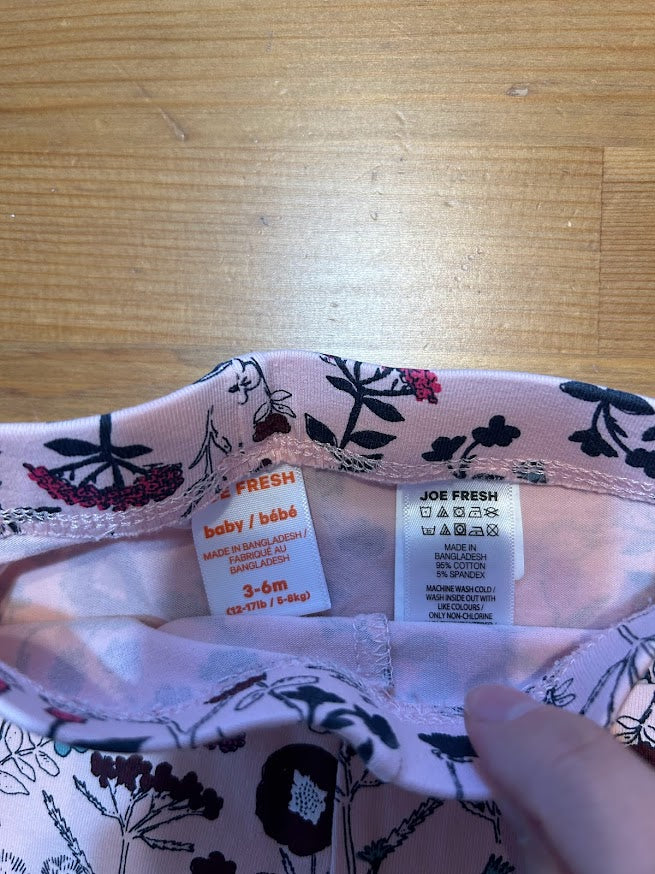 E FRESH
baby / bébé
MADE IN BANGLADESH /
FABRIQUÉ AU
BANGLADESH
3-6m
(12-17lb / 5-8kg)
JOE FRESH
MADE IN
BANGLADESH
95% COTTON
5% SPANDEX
MACHINE WASH COLD /
WASH INSIDE OUT WITH
LIKE COLOURS /
ONLY NON-CHLORINE